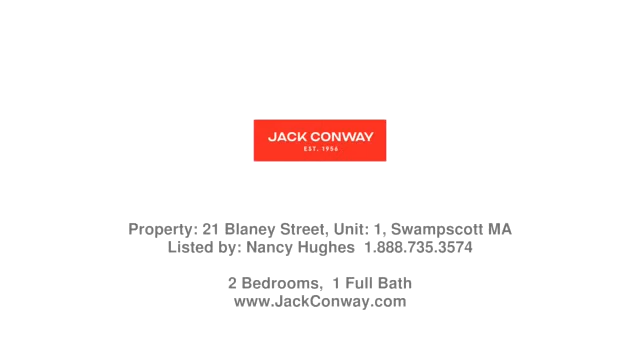 JACK CONWAY
EST. 1956
Property: 21 Blaney Street, Unit: 1, Swampscott MA
Listed by: Nancy Hughes  1.888.735.3574
2 Bedrooms,  1 Full Bath
www.JackConway.com